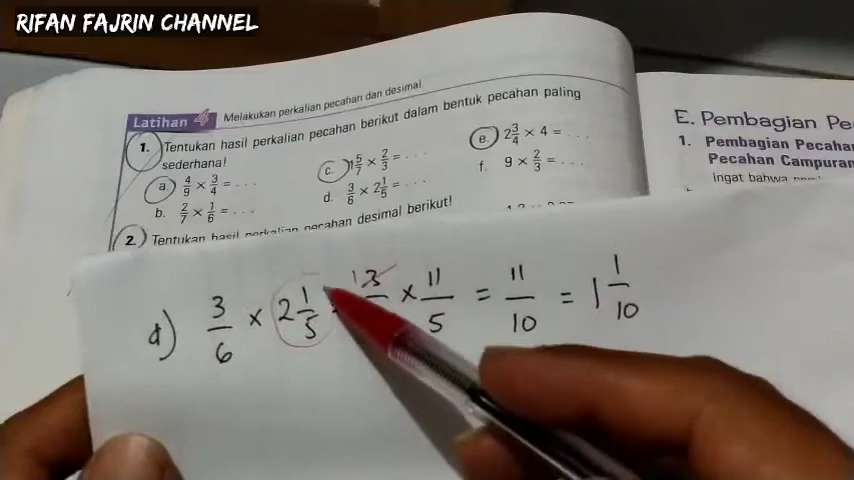 RIFAN FAJRIN CHANNEL
Latihan 4 Melakukan perkalian pecahan dan desimal
1. Tentukan hasil perkalian pecahan berikut dalam bentuk pecahan paling
sederhana!
a. 4/9 × 3/4 = . . .
b. 2/7 × 1/6 = . . .
c. 1 5/7 × 2/3 = . . .
d. 3/6 × 2 1/5 = . . .
e. 2 3/4 × 4 = . . .
f. 9 × 2/3 = . . .
2. Tentukan hasil perkalian pecahan desimal berikut!
E. Pembagian Pe
1. Pembagian Pecahan
Pecahan Campuran
Ingat bahwa
d) 3/6 × 2 1/5 = 3 × 11/5 = 11/10 = 1 1/10